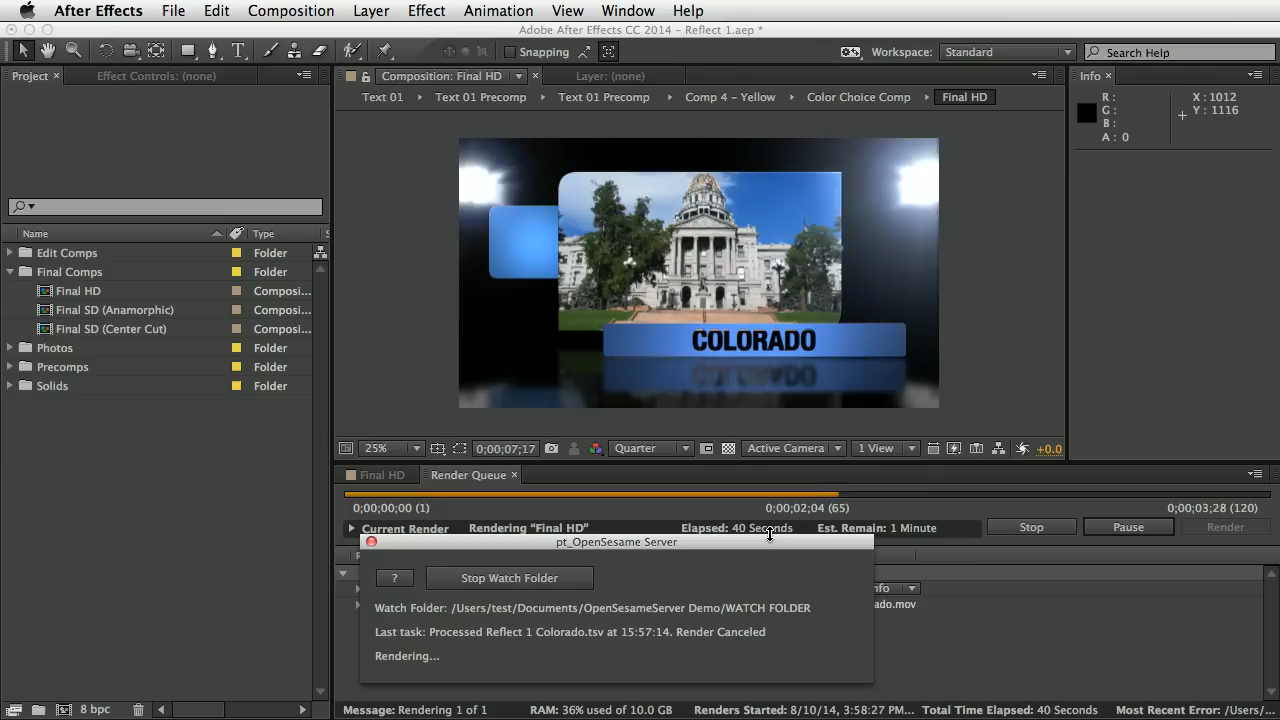 After Effects File Edit Composition Layer Effect Animation View Window Help
Adobe After Effects CC 2014 - Reflect 1.aep *
T Snapping Workspace: Standard Search Help
Project × Effect Controls: (none) Composition: Final HD × Layer: (none) Info ×
Text 01 Text 01 Precomp Text 01 Precomp Comp 4 - Yellow Color Choice Comp Final HD
R : X : 1012
G : Y : 1116
B :
A : 0
Name Type S
Edit Comps Folder
Final Comps Folder
Final HD Composi...
Final SD (Anamorphic) Composi...
Final SD (Center Cut) Composi...
Photos Folder
Precomps Folder
Solids Folder
COLORADO
25% 0;00;07;17 Quarter Active Camera 1 View +0.0
Final HD Render Queue ×
0;00;00;00 (1) 0;00;02;04 (65) 0;00;03;28 (120)
Current Render Rendering "Final HD" Elapsed: 40 Seconds Est. Remain: 1 Minute Stop Pause Render
pt_OpenSesame Server
? Stop Watch Folder
nfo
Watch Folder: /Users/test/Documents/OpenSesameServer Demo/WATCH FOLDER
ado.mov
Last task: Processed Reflect 1 Colorado.tsv at 15:57:14. Render Canceled
Rendering...
8 bpc Message: Rendering 1 of 1 RAM: 36% used of 10.0 GB Renders Started: 8/10/14, 3:58:27 PM... Total Time Elapsed: 40 Seconds Most Recent Error: /Users/...